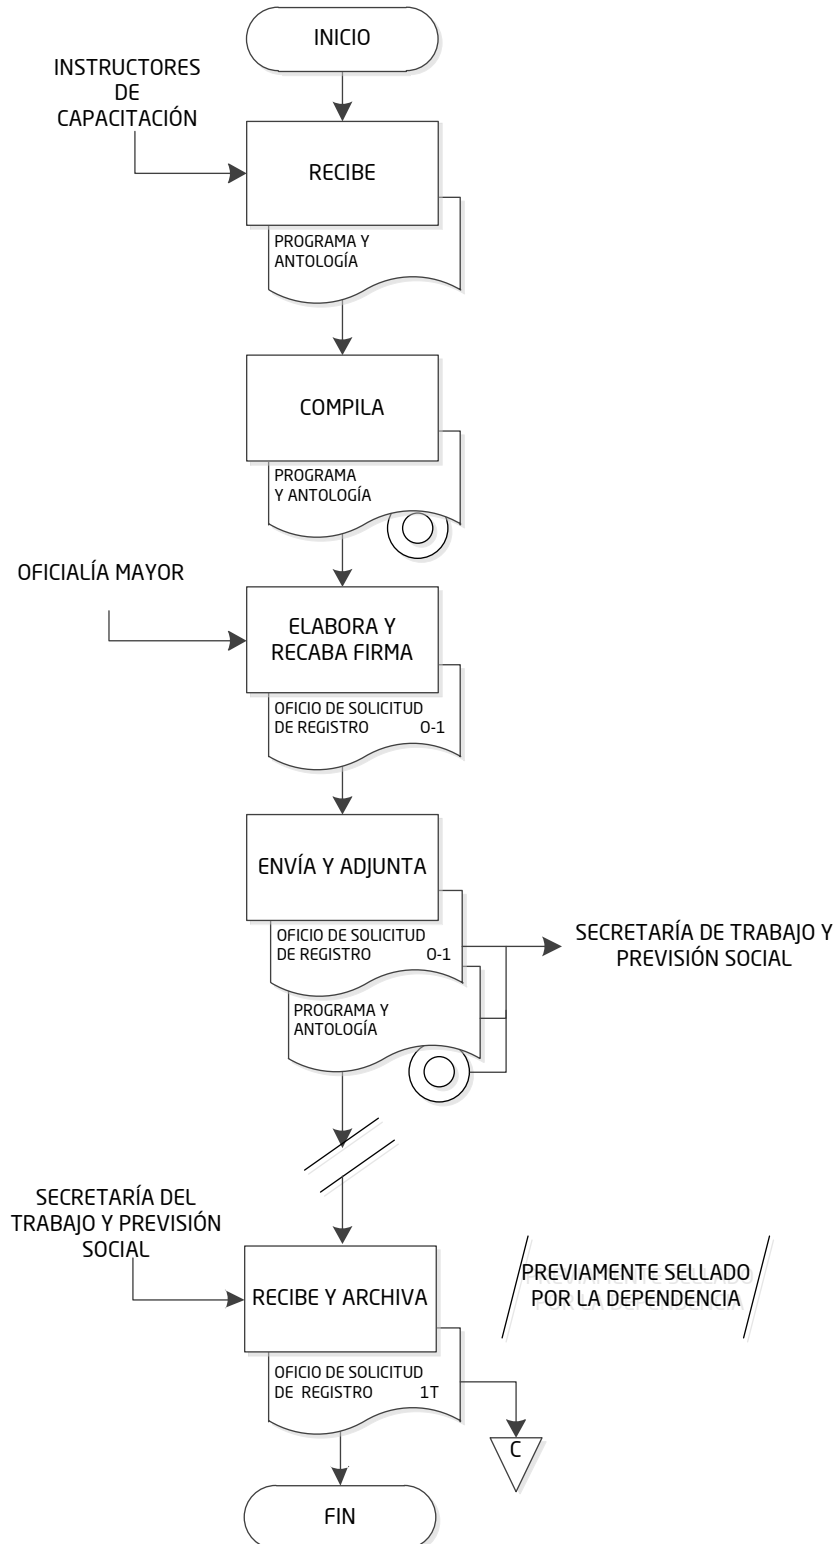 INICIO
INSTRUCTORES
DE
CAPACITACIÓN
RECIBE
PROGRAMA Y
ANTOLOGÍA
COMPILA
PROGRAMA
Y ANTOLOGÍA
OFICIALÍA MAYOR
ELABORA Y
RECABA FIRMA
OFICIO DE SOLICITUD
DE REGISTRO 0-1
ENVÍA Y ADJUNTA
OFICIO DE SOLICITUD
DE REGISTRO 0-1
SECRETARÍA DE TRABAJO Y
PREVISIÓN SOCIAL
PROGRAMA Y
ANTOLOGÍA
SECRETARÍA DEL
TRABAJO Y PREVISIÓN
SOCIAL
RECIBE Y ARCHIVA
PREVIAMENTE SELLADO
POR LA DEPENDENCIA
OFICIO DE SOLICITUD
DE REGISTRO 1T
C
FIN